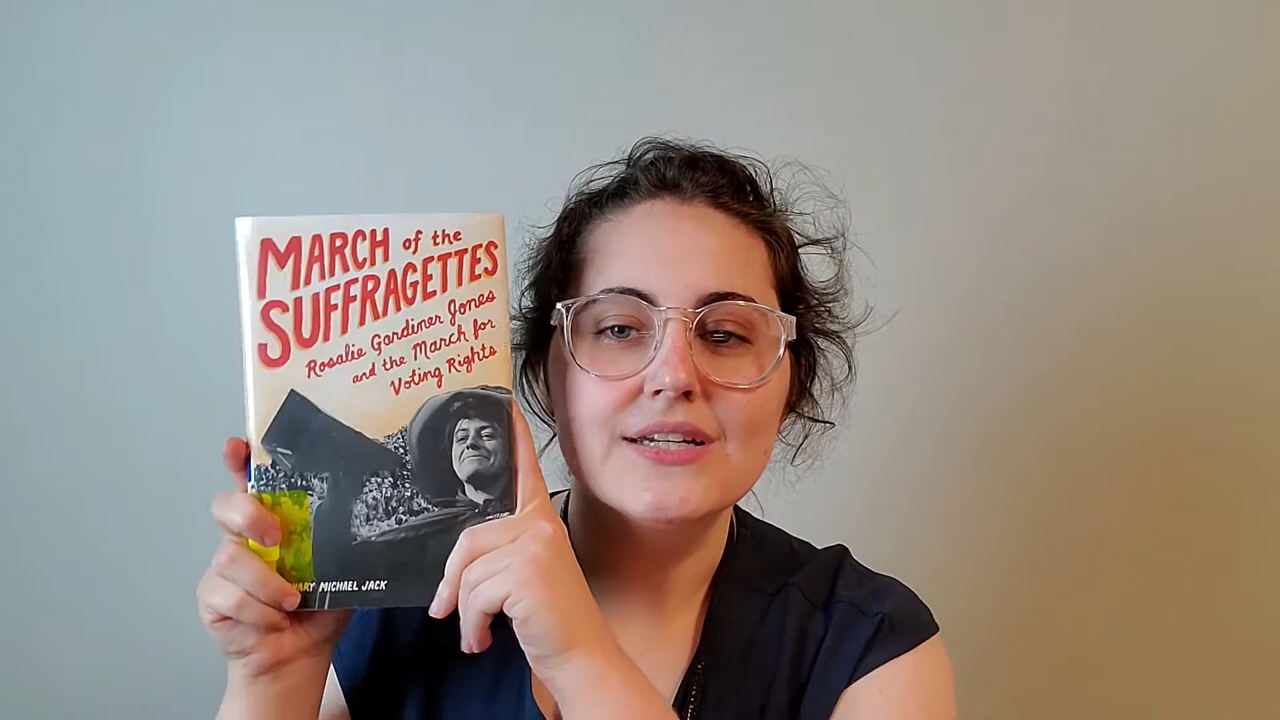 MARCH of the
SUFFRAGETTES
Rosalie Gardiner Jones
and the March for
Voting Rights
MICHAEL JACK